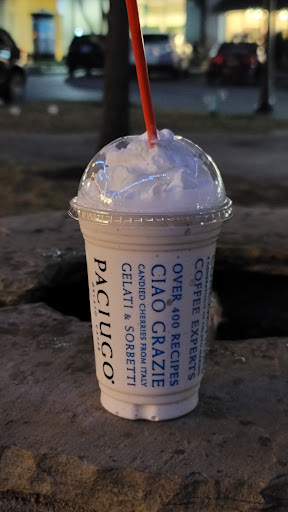 PACIUGO
GELATI & SORBETTI
CANDIED CHERRIES FROM ITALY
CIAO GRAZIE
· OVER 400 RECIPES
COFFEE EXPERTS